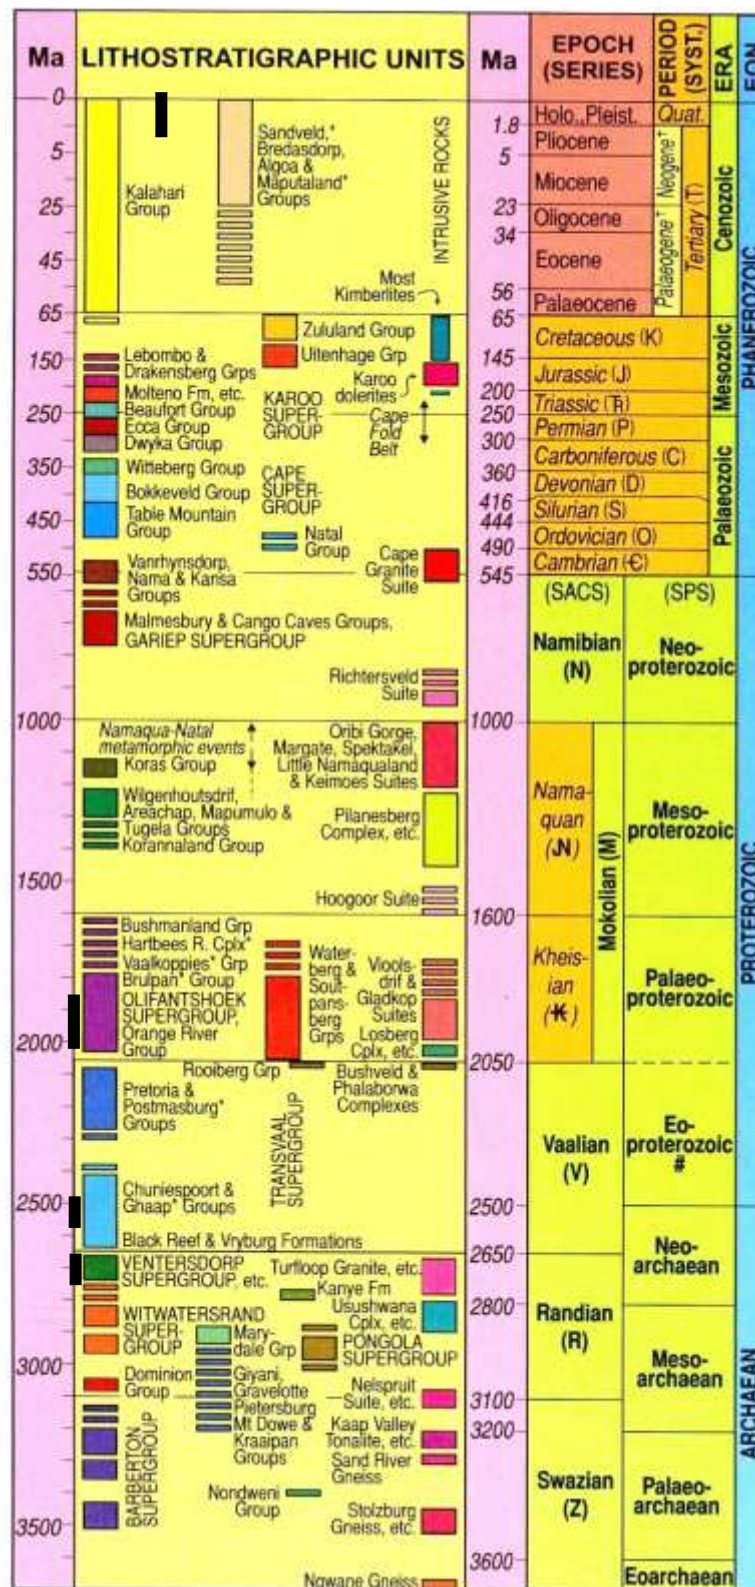 Ma
LITHOSTRATIGRAPHIC UNITS
Ma
EPOCH
(SERIES)
PERIOD
(SYST.)
ERA
EON
0
5
25
45
65
150
250
350
450
550
1000
1500
2000
2500
3000
3500
Kalahari
Group
Sandveld,*
Bredasdorp,
Algoa &
Maputaland*
Groups
INTRUSIVE ROCKS
Most
Kimberlites
Zululand Group
Uitenhage Grp
Lebombo &
Drakensberg Grps
Molteno Fm, etc.
Beaufort Group
Ecca Group
Dwyka Group
KAROO
SUPER-
GROUP
Karoo
dolerites
Cape
Fold
Belt
Witteberg Group
Bokkeveld Group
Table Mountain
Group
CAPE
SUPER-
GROUP
Natal
Group
Vanrhynsdorp,
Nama & Kansa
Groups
Cape
Granite
Suite
Malmesbury & Cango Caves Groups,
GARIEP SUPERGROUP
Richtersveld
Suite
Namaqua-Natal
metamorphic events
Koras Group
Oribi Gorge,
Margate, Spektakel,
Little Namaqualand
& Keimoes Suites
Wilgenhoutsdrif,
Areachap, Mapumulo &
Tugela Groups
Korannaland Group
Pilanesberg
Complex, etc.
Hoogoor Suite
Bushmanland Grp
Hartbees R. Cplx*
Vaalkoppies* Grp
Brulpan* Group
OLIFANTSHOEK
SUPERGROUP,
Orange River
Group
Water-
berg &
Sout-
pans-
berg
Grps
Viools-
drif &
Gladkop
Suites
Losberg
Cplx, etc.
Rooiberg Grp
Bushveld &
Phalaborwa
Complexes
Pretoria &
Postmasburg*
Groups
TRANSVAAL
SUPERGROUP
Chuniespoort &
Ghaap* Groups
Black Reef & Vryburg Formations
VENTERSDORP
SUPERGROUP, etc.
Turfloop Granite, etc.
Kanye Fm
WITWATERSRAND
SUPER-
GROUP
Usushwana
Cplx, etc.
Mary-
dale Grp
PONGOLA
SUPERGROUP
Dominion
Group
Giyani,
Gravelotte
Pietersburg
Mt Dowe &
Kraaipan
Groups
Nelspruit
Suite, etc.
Kaap Valley
Tonalite, etc.
Sand River
Gneiss
BARBERTON
SUPERGROUP
Nondweni
Group
Stolzburg
Gneiss, etc.
Ngwane Gneiss
1.8
5
23
34
56
65
145
200
250
300
360
416
444
490
545
1000
1600
2050
2500
2650
2800
3100
3200
3600
Holo., Pleist.
Pliocene
Miocene
Oligocene
Eocene
Palaeocene
Quat.
Neogene†
Palaeogene†
Tertiary (T)
Cenozoic
Cretaceous (K)
Jurassic (J)
Triassic (Ћ)
Mesozoic
Permian (P)
Carboniferous (C)
Devonian (D)
Silurian (S)
Ordovician (O)
Cambrian (Є)
Palaeozoic
PHANEROZOIC
(SACS)
(SPS)
Namibian
(N)
Neo-
proterozoic
Nama-
quan
(N)
Mokolian (M)
Meso-
proterozoic
Kheis-
ian
(K)
Palaeo-
proterozoic
PROTEROZOIC
Vaalian
(V)
Eo-
proterozoic
#
Randian
(R)
Neo-
archaean
Meso-
archaean
Swazian
(Z)
Palaeo-
archaean
Eoarchaean
ARCHAEAN